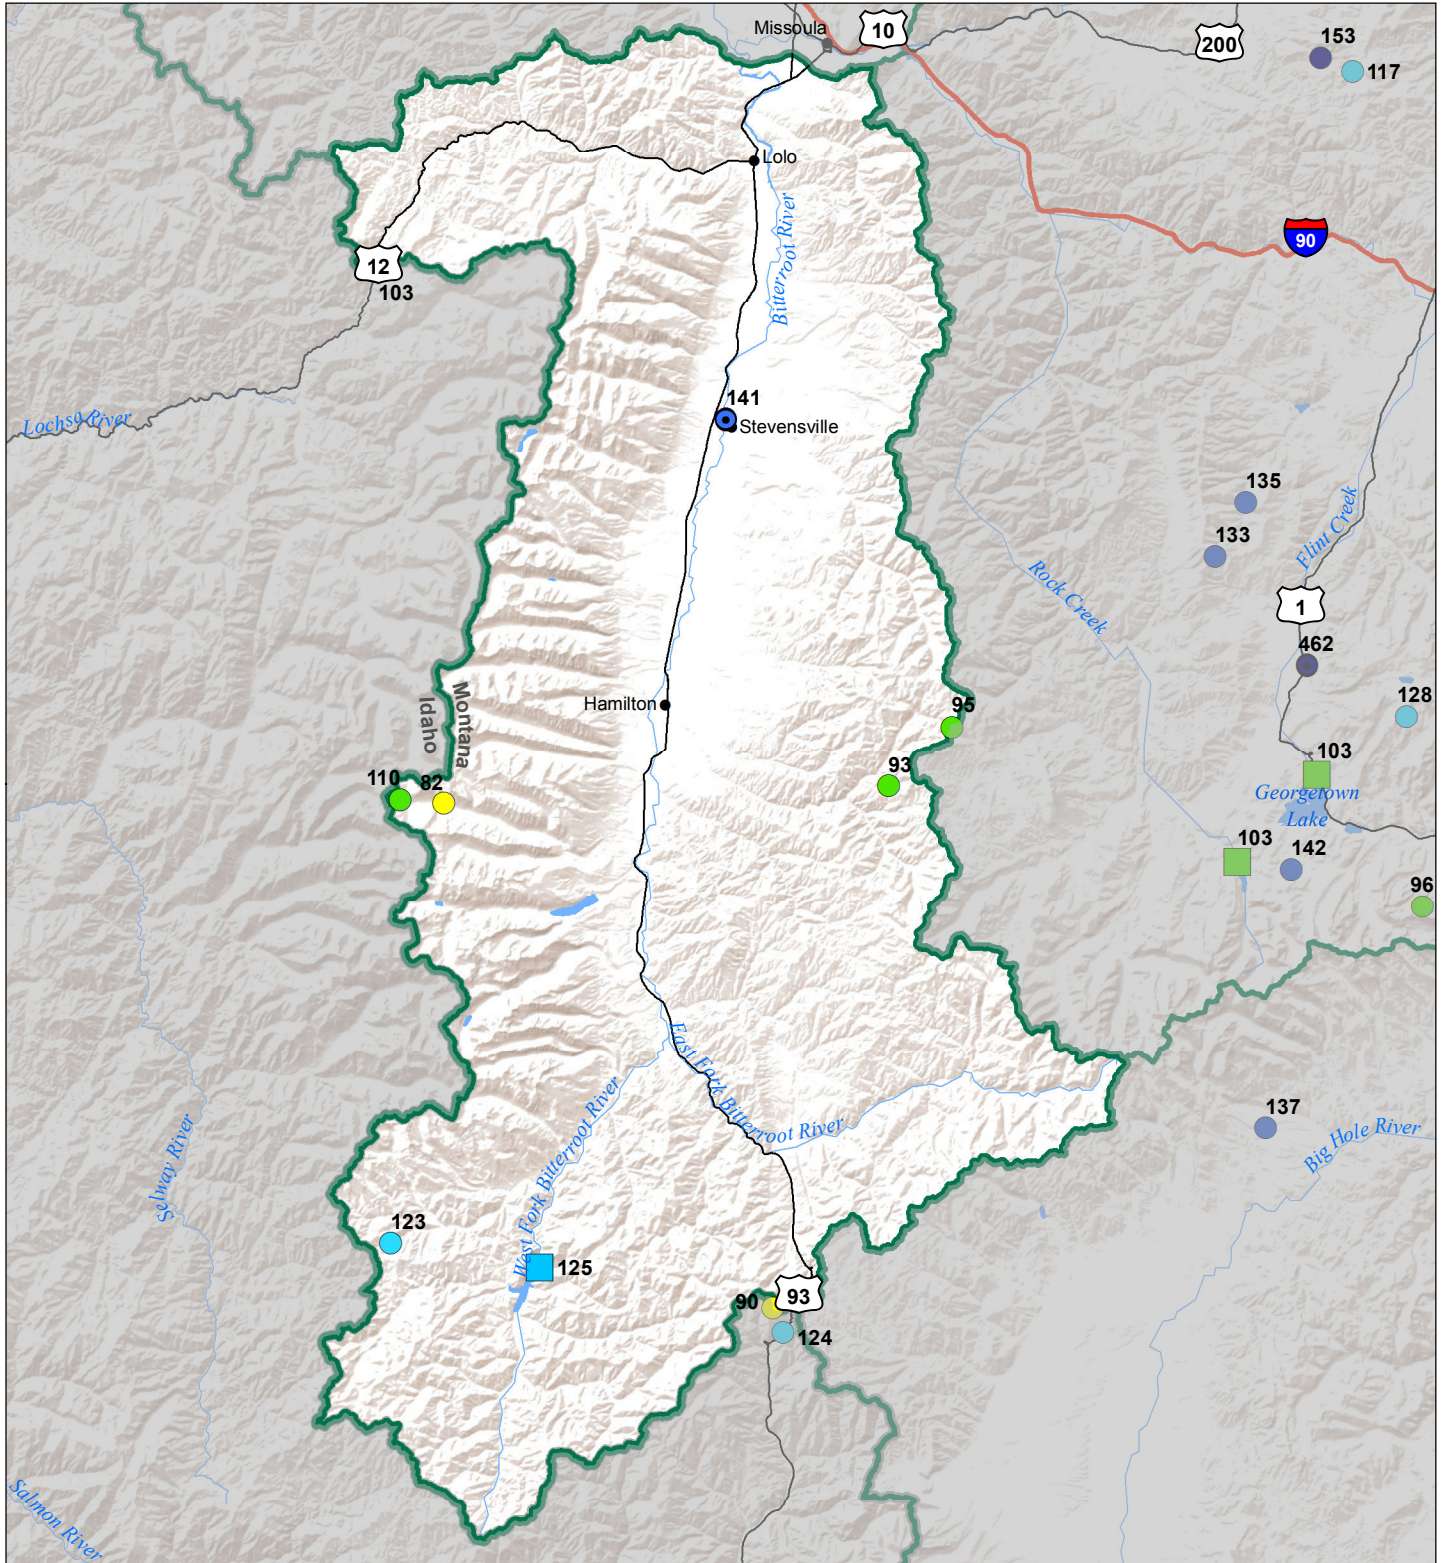 Missoula
10
200
153
117
Lolo
90
Bitterroot River
12
103
Lochsa River
141
Stevensville
135
133
Flint Creek
Rock Creek
1
462
Montana
Idaho
Hamilton
95
128
93
103
110
82
Georgetown
Lake
103
142
96
East Fork Bitterroot River
West Fork Bitterroot River
137
Big Hole River
Selway River
123
125
90
93
124
Salmon River